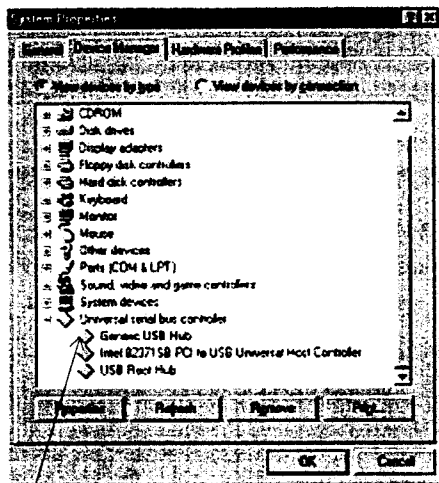 System Properties
General Device Manager Hardware Profiles Performance
View devices by type View devices by connection
CDROM
Disk drives
Display adapters
Floppy disk controllers
Hard disk controllers
Keyboard
Monitor
Mouse
Other devices
Ports (COM & LPT)
Sound, video and game controllers
System devices
Universal serial bus controller
Generic USB Hub
Intel 82371SB PCI to USB Universal Host Controller
USB Root Hub
Properties Refresh Remove Print...
OK Cancel